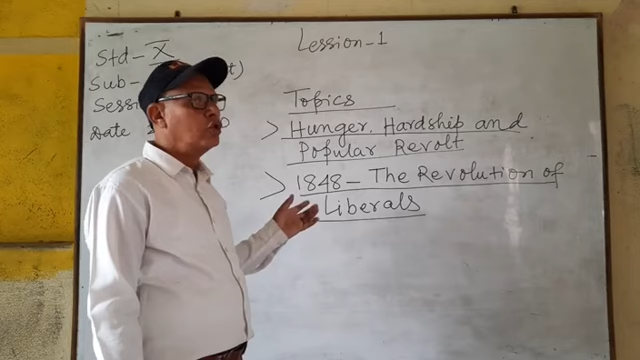 Lession-1
Std- X
Sub- t)
Sessi
Date
Topics
> Hunger, Hardship and
Popular Revolt
> 1848- The Revolution of
Liberals